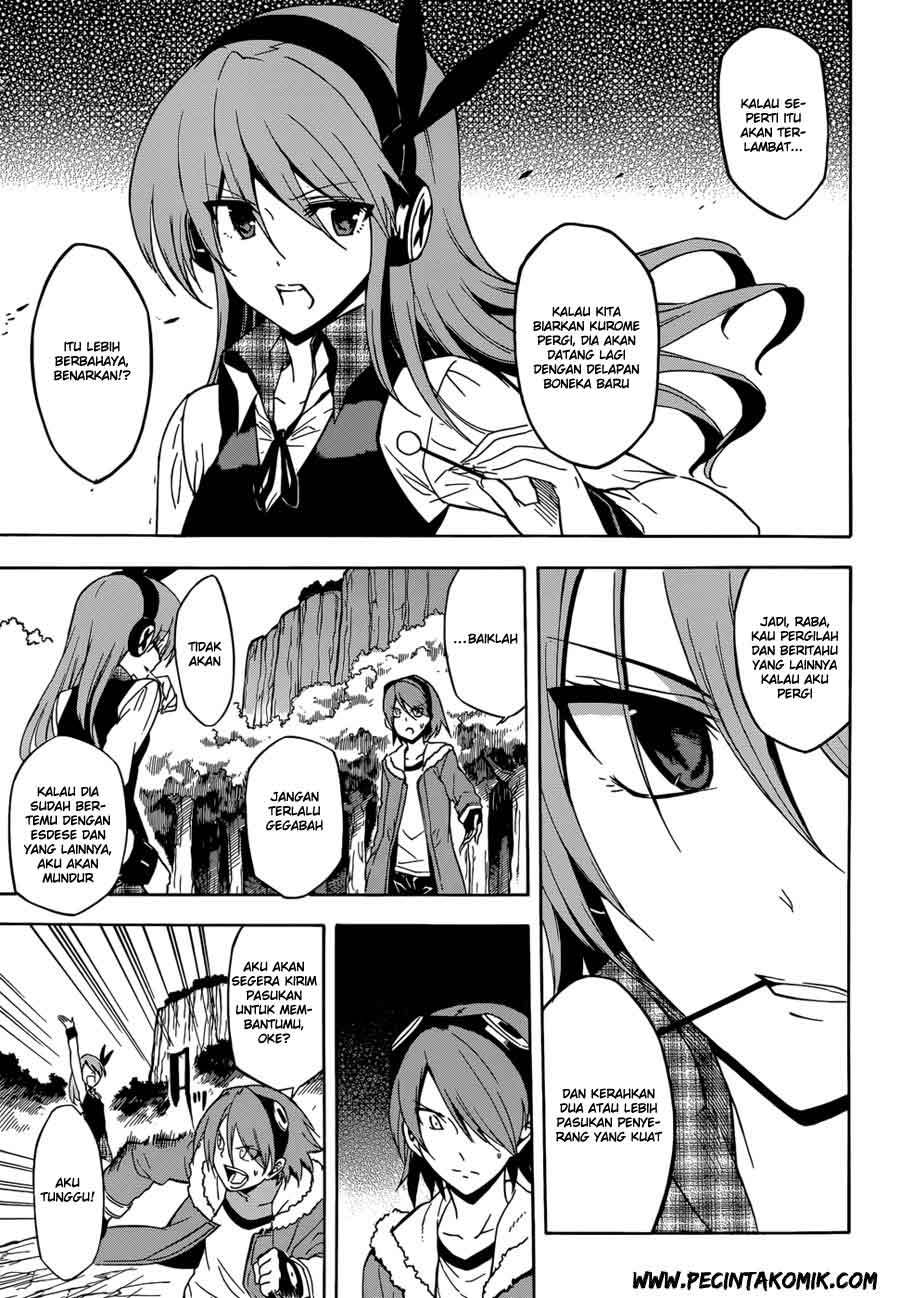 KALAU SE-
PERTI ITU
AKAN TER-
LAMBAT...
KALAU KITA
BIARKAN KUROME
PERGI, DIA AKAN
DATANG LAGI
DENGAN DELAPAN
BONEKA BARU
ITU LEBIH
BERBAHAYA,
BENARKAN!?
JADI, RABA,
KAU PERGILAH
DAN BERITAHU
YANG LAINNYA
KALAU AKU
PERGI
DAN KERAHKAN
DUA ATAU LEBIH
PASUKAN PENYE-
RANG YANG KUAT
...BAIKLAH
JANGAN
TERLALU
GEGABAH
TIDAK
AKAN
KALAU DIA
SUDAH BER-
TEMU DENGAN
ESDESE DAN
YANG LAINNYA,
AKU AKAN
MUNDUR
AKU AKAN
SEGERA KIRIM
PASUKAN
UNTUK MEM-
BANTUMU,
OKE?
AKU
TUNGGU!
WWW.PECINTAKOMIK.COM